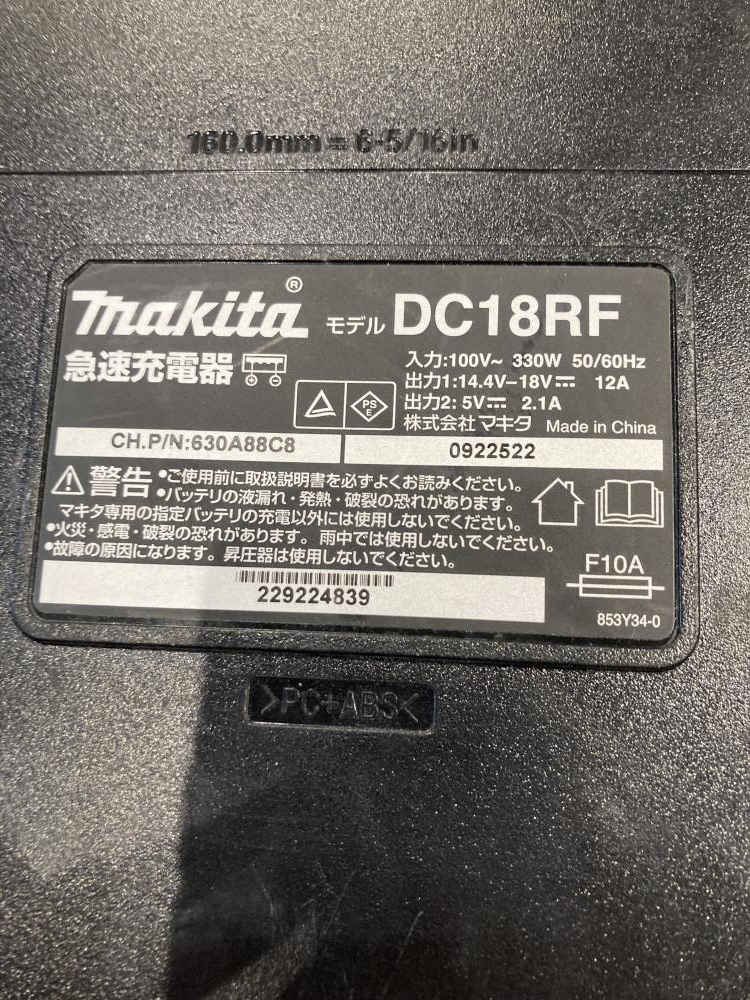 160.0mm = 6-5/16in
makita®
モデル DC18RF
急速充電器
入力:100V~ 330W 50/60Hz
出力1:14.4V-18V⎓ 12A
出力2: 5V⎓ 2.1A
株式会社 マキタ Made in China
PS
E
CH.P/N:630A88C8
0922522
⚠警告
•ご使用前に取扱説明書を必ずよくお読みください。
•バッテリの液漏れ・発熱・破裂の恐れがあります。
マキタ専用の指定バッテリの充電以外には使用しないでください。
•火災・感電・破裂の恐れがあります。雨中では使用しないでください。
•故障の原因になります。昇圧器は使用しないでください。
F10A
229224839
853Y34-0
>PC+ABS<